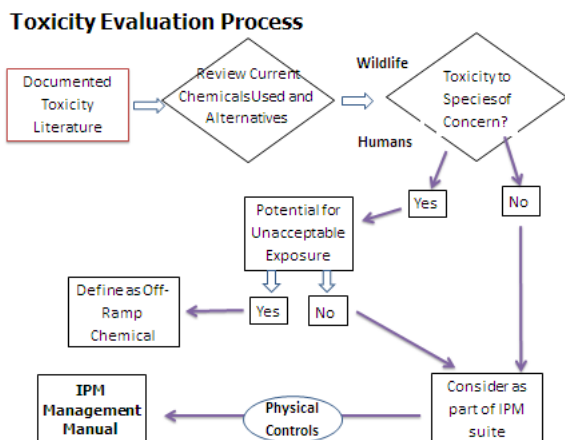 Toxicity Evaluation Process
Documented
Toxicity
Literature
Review Current
ChemicalsUsed and
Alternatives
Wildlife
Humans
Toxicity to
Speciesof
Concern?
Yes
No
Potential for
Unacceptable
Exposure
Yes
No
Define as Off-
Ramp
Chemical
Consider as
part of IPM
suite
Physical
Controls
IPM
Management
Manual